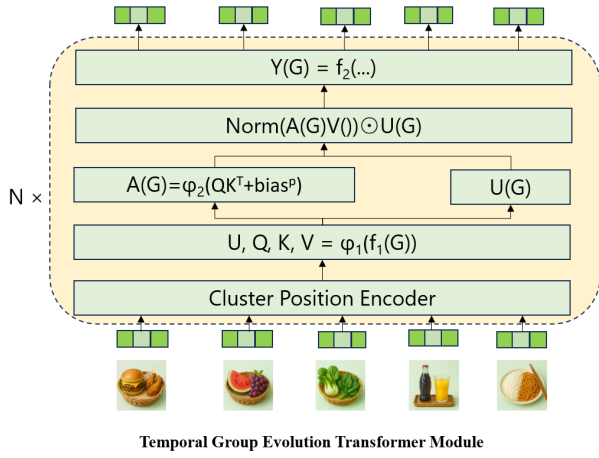 Y(G) = f₂(...)
Norm(A(G)V())⊙U(G)
A(G)=φ₂(QKᵀ+biasᵖ)
U(G)
N ×
U, Q, K, V = φ₁(f₁(G))
Cluster Position Encoder
Temporal Group Evolution Transformer Module